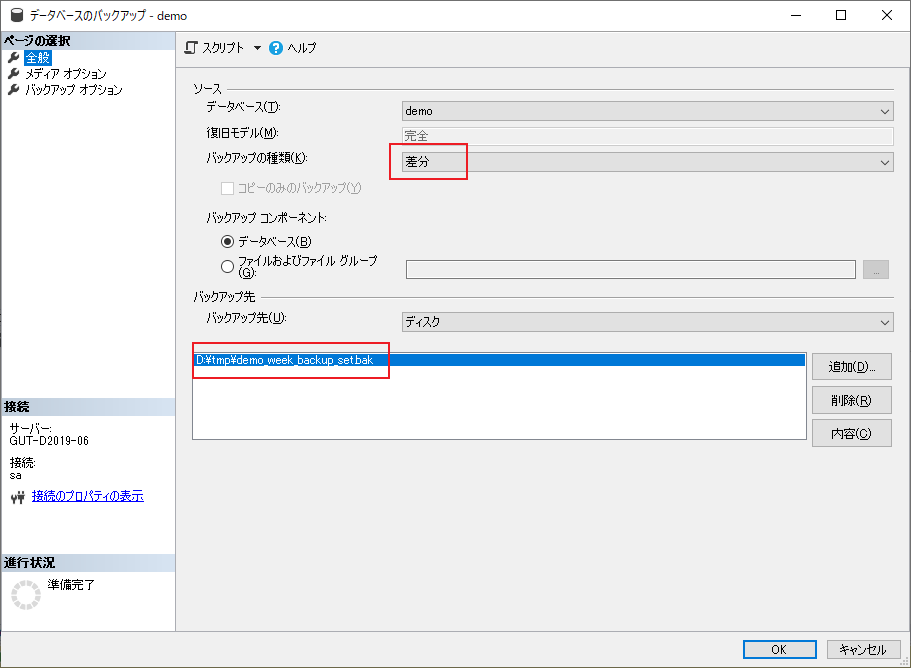 データベースのバックアップ - demo
ページの選択
全般
メディア オプション
バックアップ オプション
スクリプト
ヘルプ
ソース
データベース(T):
demo
復旧モデル(M):
完全
バックアップの種類(K):
差分
コピーのみのバックアップ(Y)
バックアップ コンポーネント:
データベース(B)
ファイルおよびファイル グループ
(G):
...
バックアップ先
バックアップ先(U):
ディスク
D:¥tmp¥demo_week_backup_set.bak
追加(D)...
削除(R)
内容(C)
接続
サーバー:
GUT-D2019-06
接続:
sa
接続のプロパティの表示
進行状況
準備完了
OK
キャンセル